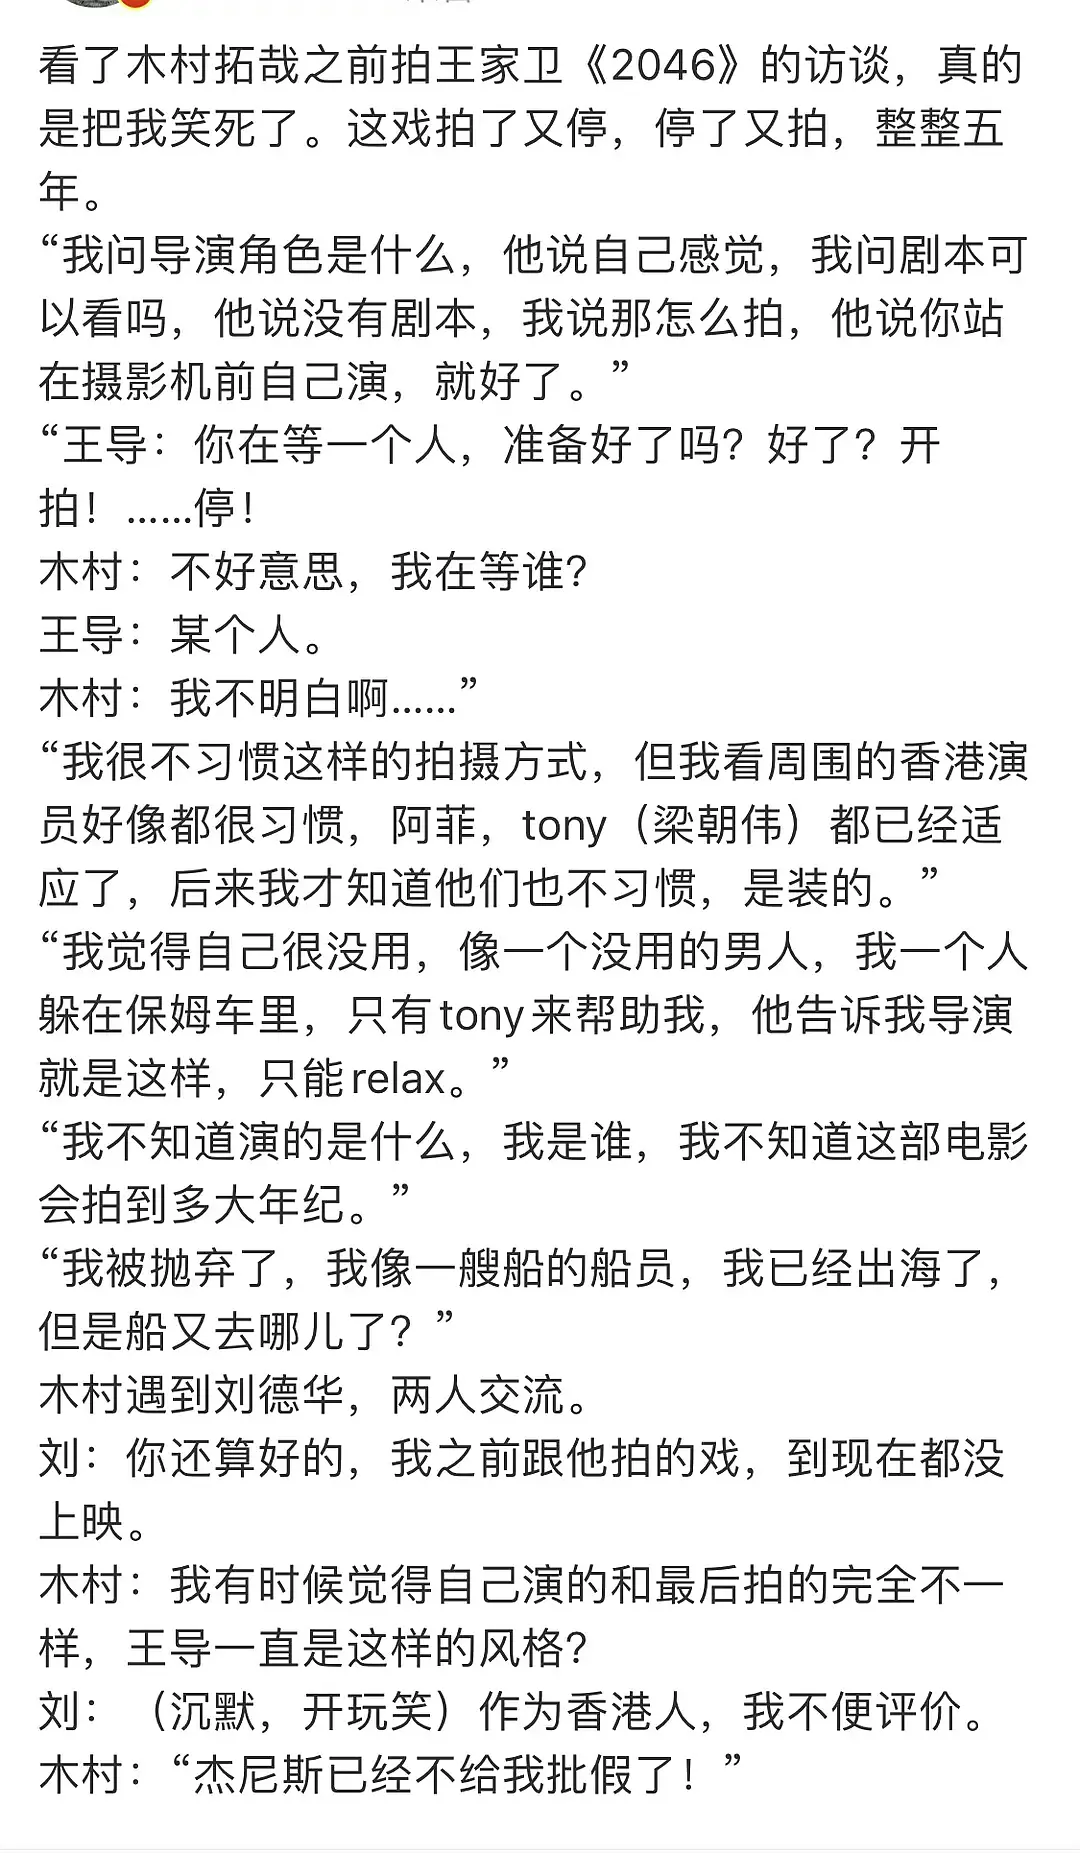 看了木村拓哉之前拍王家卫《2046》的访谈，真的
是把我笑死了。这戏拍了又停，停了又拍，整整五
年。
“我问导演角色是什么，他说自己感觉，我问剧本可
以看吗，他说没有剧本，我说那怎么拍，他说你站
在摄影机前自己演，就好了。”
“王导：你在等一个人，准备好了吗？好了？开
拍！……停！
木村：不好意思，我在等谁？
王导：某个人。
木村：我不明白啊……”
“我很不习惯这样的拍摄方式，但我看周围的香港演
员好像都很习惯，阿菲，tony（梁朝伟）都已经适
应了，后来我才知道他们也不习惯，是装的。”
“我觉得自己很没用，像一个没用的男人，我一个人
躲在保姆车里，只有tony来帮助我，他告诉我导演
就是这样，只能relax。”
“我不知道演的是什么，我是谁，我不知道这部电影
会拍到多大年纪。”
“我被抛弃了，我像一艘船的船员，我已经出海了，
但是船又去哪儿了？”
木村遇到刘德华，两人交流。
刘：你还算好的，我之前跟他拍的戏，到现在都没
上映。
木村：我有时候觉得自己演的和最后拍的完全不一
样，王导一直是这样的风格？
刘：（沉默，开玩笑）作为香港人，我不便评价。
木村：“杰尼斯已经不给我批假了！”